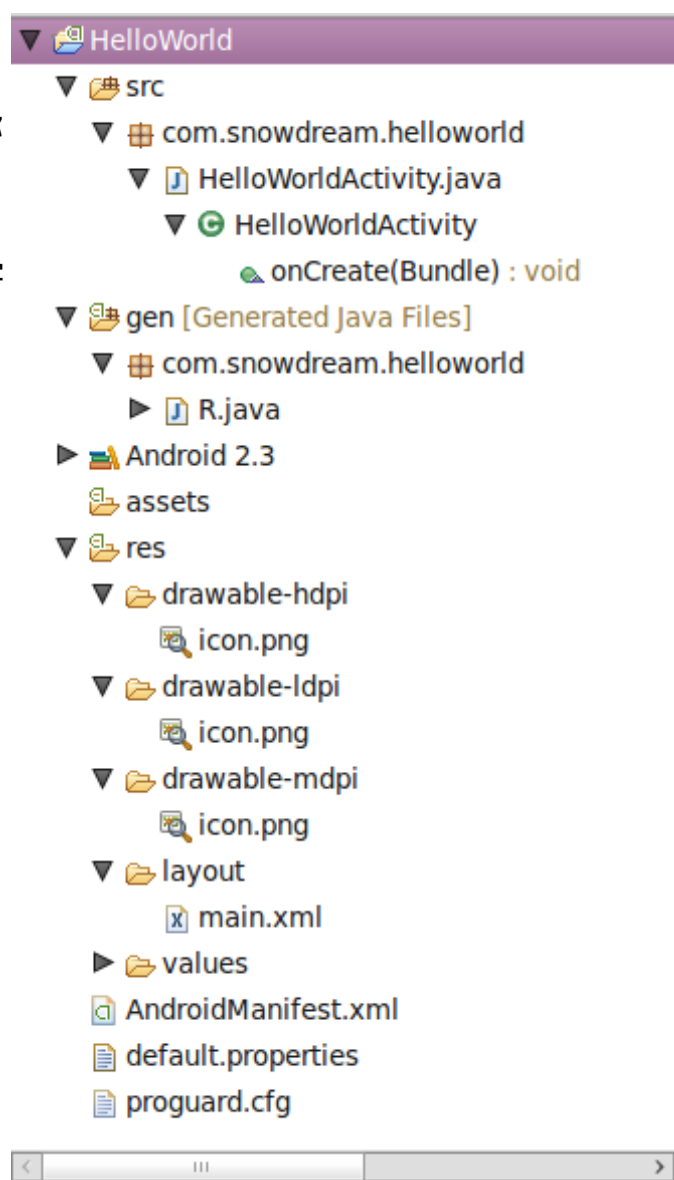 HelloWorld
src
com.snowdream.helloworld
HelloWorldActivity.java
HelloWorldActivity
onCreate(Bundle) : void
gen [Generated Java Files]
com.snowdream.helloworld
R.java
Android 2.3
assets
res
drawable-hdpi
icon.png
drawable-ldpi
icon.png
drawable-mdpi
icon.png
layout
main.xml
values
AndroidManifest.xml
default.properties
proguard.cfg